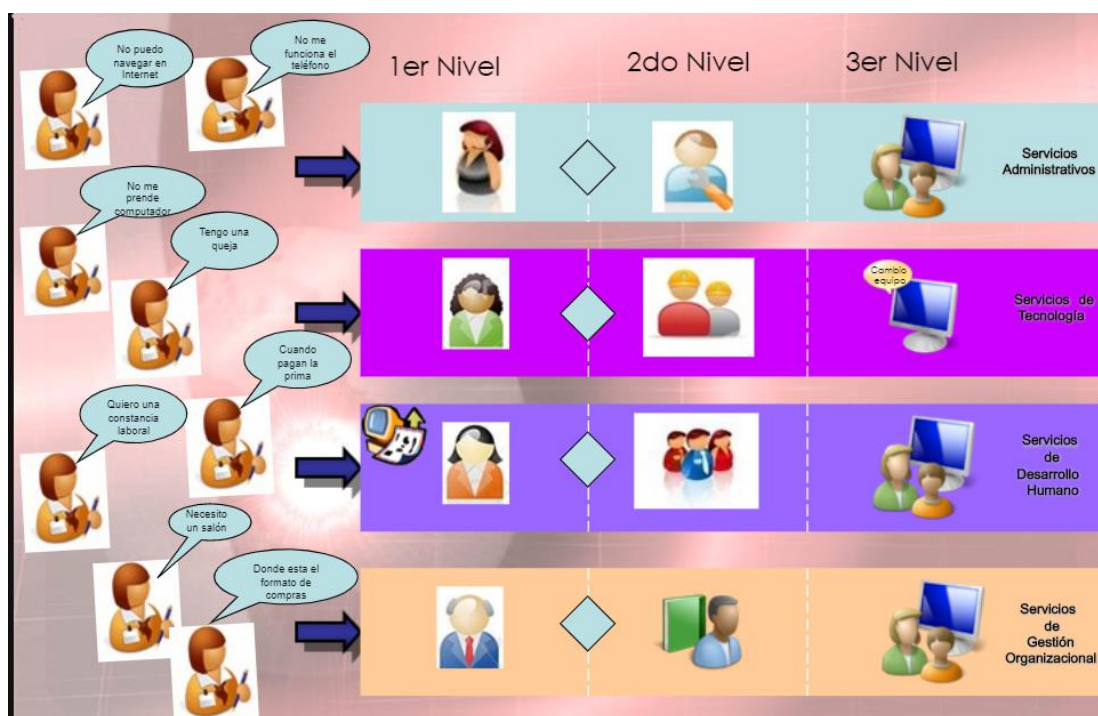 No puedo
navegar en
Internet
No me
funciona el
teléfono
1er Nivel
2do Nivel
3er Nivel
Servicios
Administrativos
No me
prende
computador
Tengo una
queja
Cambio
equipo
Servicios de
Tecnología
Cuando
pagan la
prima
Quiero una
constancia
laboral
Servicios
de
Desarrollo
Humano
Necesito
un salón
Donde esta el
formato de
compras
Servicios
de
Gestión
Organizacional